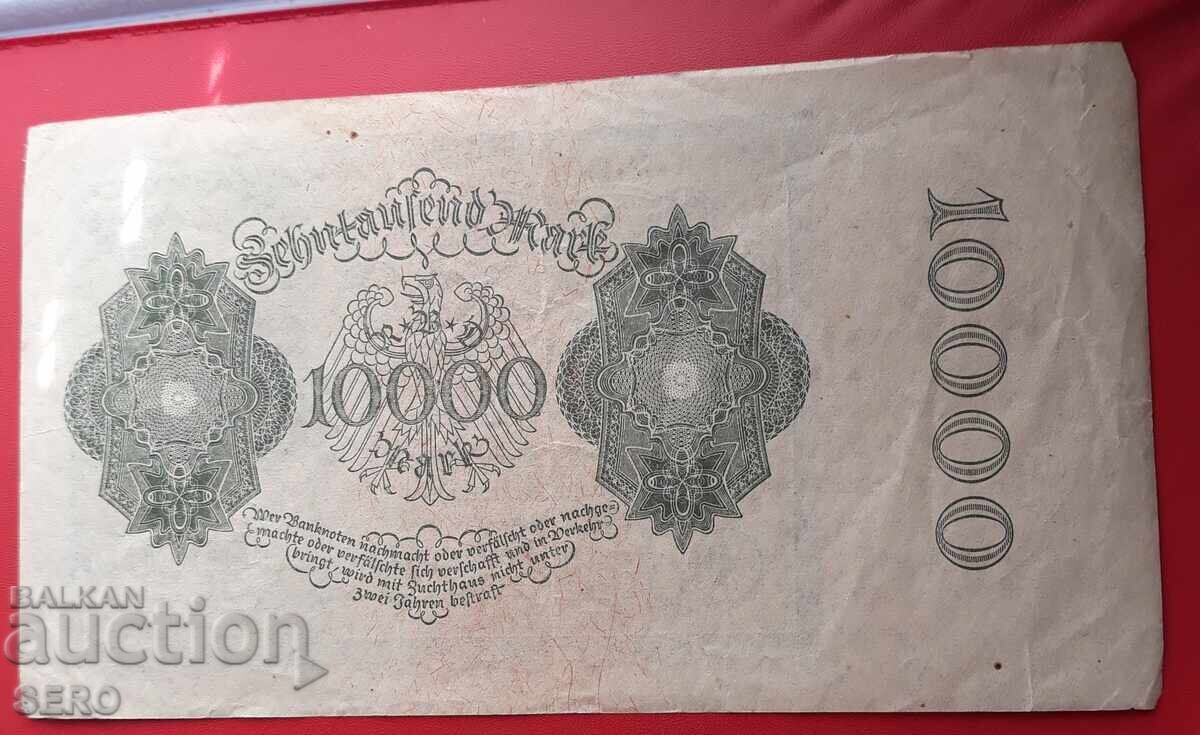 Zehntausend Mark
10000
Mark
Wer Banknoten nachmacht oder verfälscht oder nachge=
machte oder verfälschte sich verschafft und in Verkehr
bringt, wird mit Zuchthaus nicht unter
zwei Jahren bestraft
10000
BALKAN
auction
SERO